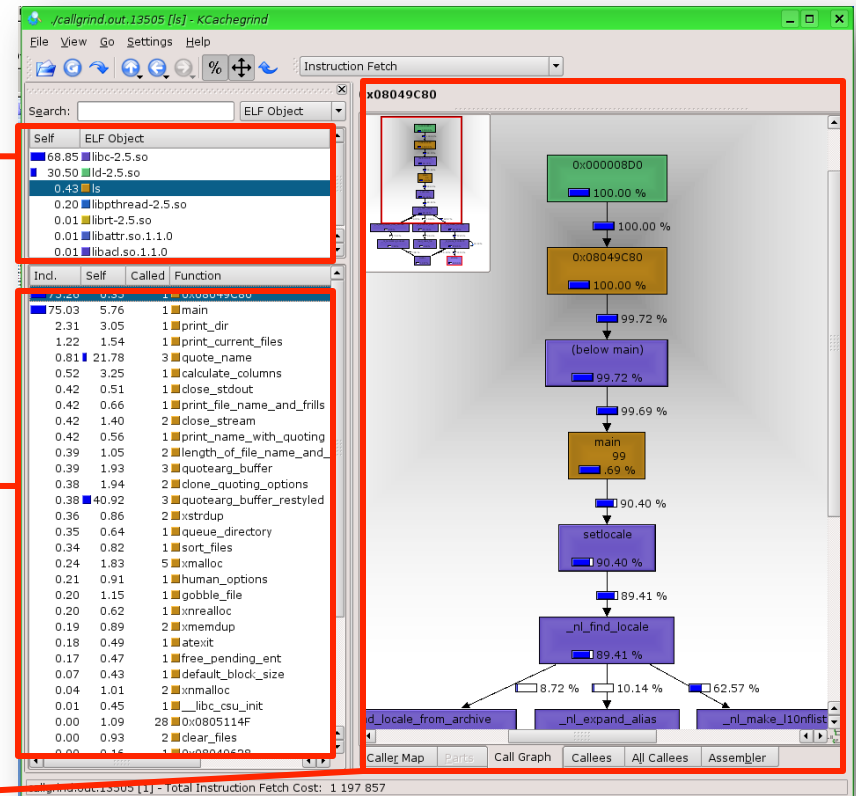 ./callgrind.out.13505 [ls] - KCachegrind
File View Go Settings Help
% Instruction Fetch
Search: ELF Object
Self ELF Object
68.85 libc-2.5.so
30.50 ld-2.5.so
0.43 ls
0.20 libpthread-2.5.so
0.01 librt-2.5.so
0.01 libattr.so.1.1.0
0.01 libacl.so.1.1.0
Incl. Self Called Function
75.03 5.76 1 main
2.31 3.05 1 print_dir
1.22 1.54 1 print_current_files
0.81 21.78 3 quote_name
0.52 3.25 1 calculate_columns
0.42 0.51 1 close_stdout
0.42 0.66 1 print_file_name_and_frills
0.42 1.40 2 close_stream
0.42 0.56 1 print_name_with_quoting
0.39 1.05 2 length_of_file_name_and_
0.39 1.93 3 quotearg_buffer
0.38 1.94 2 clone_quoting_options
0.38 40.92 3 quotearg_buffer_restyled
0.36 0.86 2 xstrdup
0.35 0.64 1 queue_directory
0.34 0.82 1 sort_files
0.24 1.83 5 xmalloc
0.21 0.91 1 human_options
0.20 1.15 1 gobble_file
0.20 0.62 1 xnrealloc
0.19 0.89 2 xmemdup
0.18 0.49 1 atexit
0.17 0.47 1 free_pending_ent
0.07 0.43 1 default_block_size
0.04 1.01 2 xnmalloc
0.01 0.45 1 __libc_csu_init
0.00 1.09 28 0x0805114F
0.00 0.93 2 clear_files
x08049C80
0x000008D0
100.00 %
100.00 %
0x08049C80
100.00 %
99.72 %
(below main)
99.72 %
99.69 %
main
99
.69 %
90.40 %
setlocale
90.40 %
89.41 %
_nl_find_locale
89.41 %
8.72 % 10.14 % 62.57 %
d_locale_from_archive _nl_expand_alias _nl_make_l10nflist
Caller Map Parts Call Graph Callees All Callees Assembler
callgrind.out.13505 [1] - Total Instruction Fetch Cost: 1 197 857